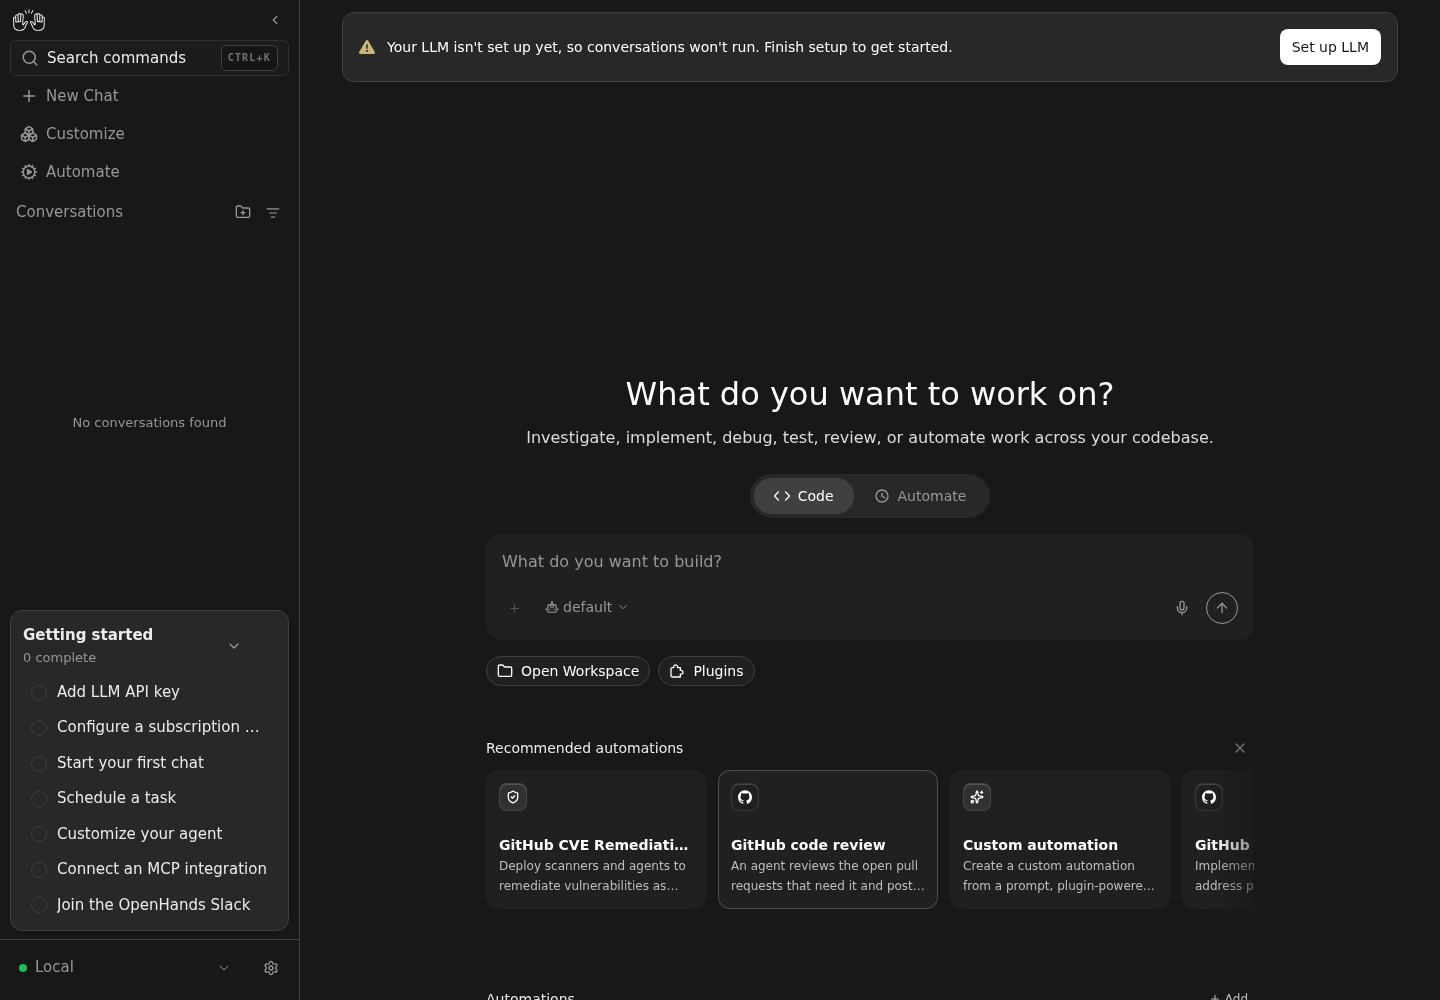 Search commands
CTRL+K
New Chat
Customize
Automate
Conversations
No conversations found
Getting started
0 complete
Add LLM API key
Configure a subscription ...
Start your first chat
Schedule a task
Customize your agent
Connect an MCP integration
Join the OpenHands Slack
Local
Your LLM isn't set up yet, so conversations won't run. Finish setup to get started.
Set up LLM
What do you want to work on?
Investigate, implement, debug, test, review, or automate work across your codebase.
Code
Automate
What do you want to build?
default
Open Workspace
Plugins
Recommended automations
GitHub CVE Remediati...
Deploy scanners and agents to
remediate vulnerabilities as...
GitHub code review
An agent reviews the open pull
requests that need it and post...
Custom automation
Create a custom automation
from a prompt, plugin-powere...
GitHub
Implemen
address p
Automations
+ Add